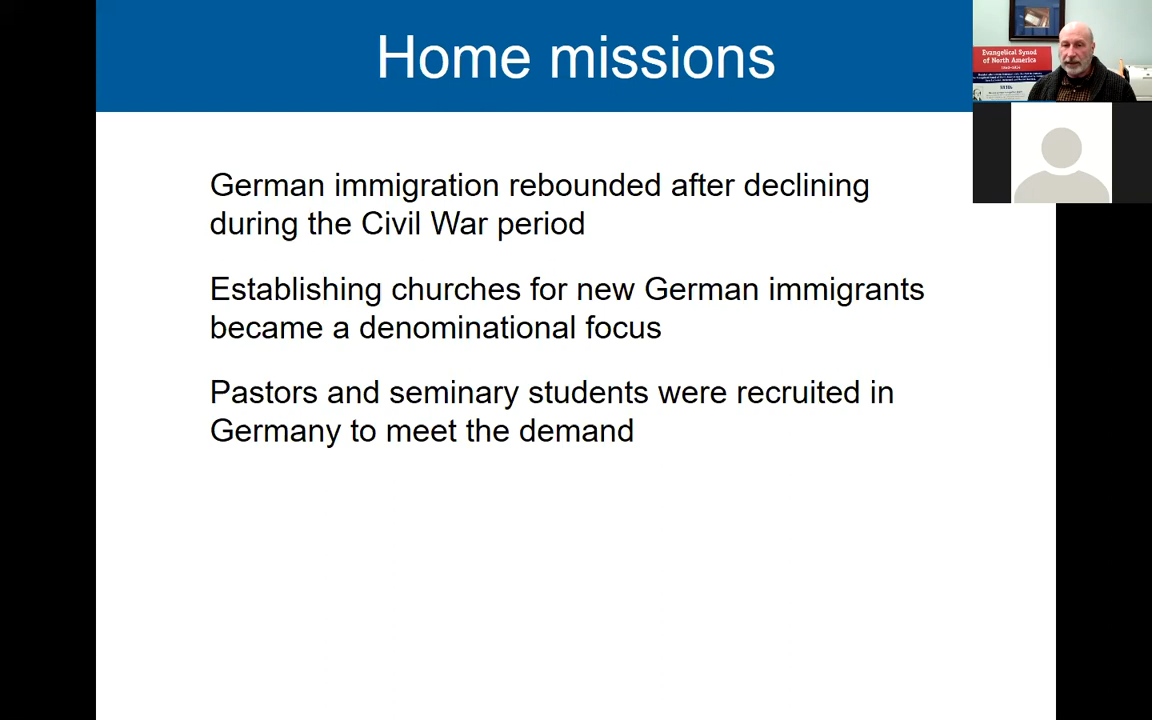 Home missions
German immigration rebounded after declining
during the Civil War period
Establishing churches for new German immigrants
became a denominational focus
Pastors and seminary students were recruited in
Germany to meet the demand
Evangelical Synod
of North America